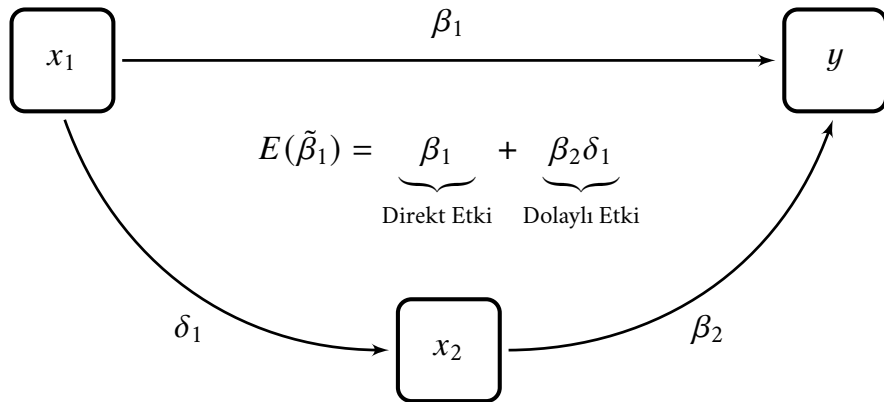 β₁
x₁
y
E(β̃₁) = β₁ + β₂δ₁
Direkt Etki Dolaylı Etki
δ₁
x₂
β₂